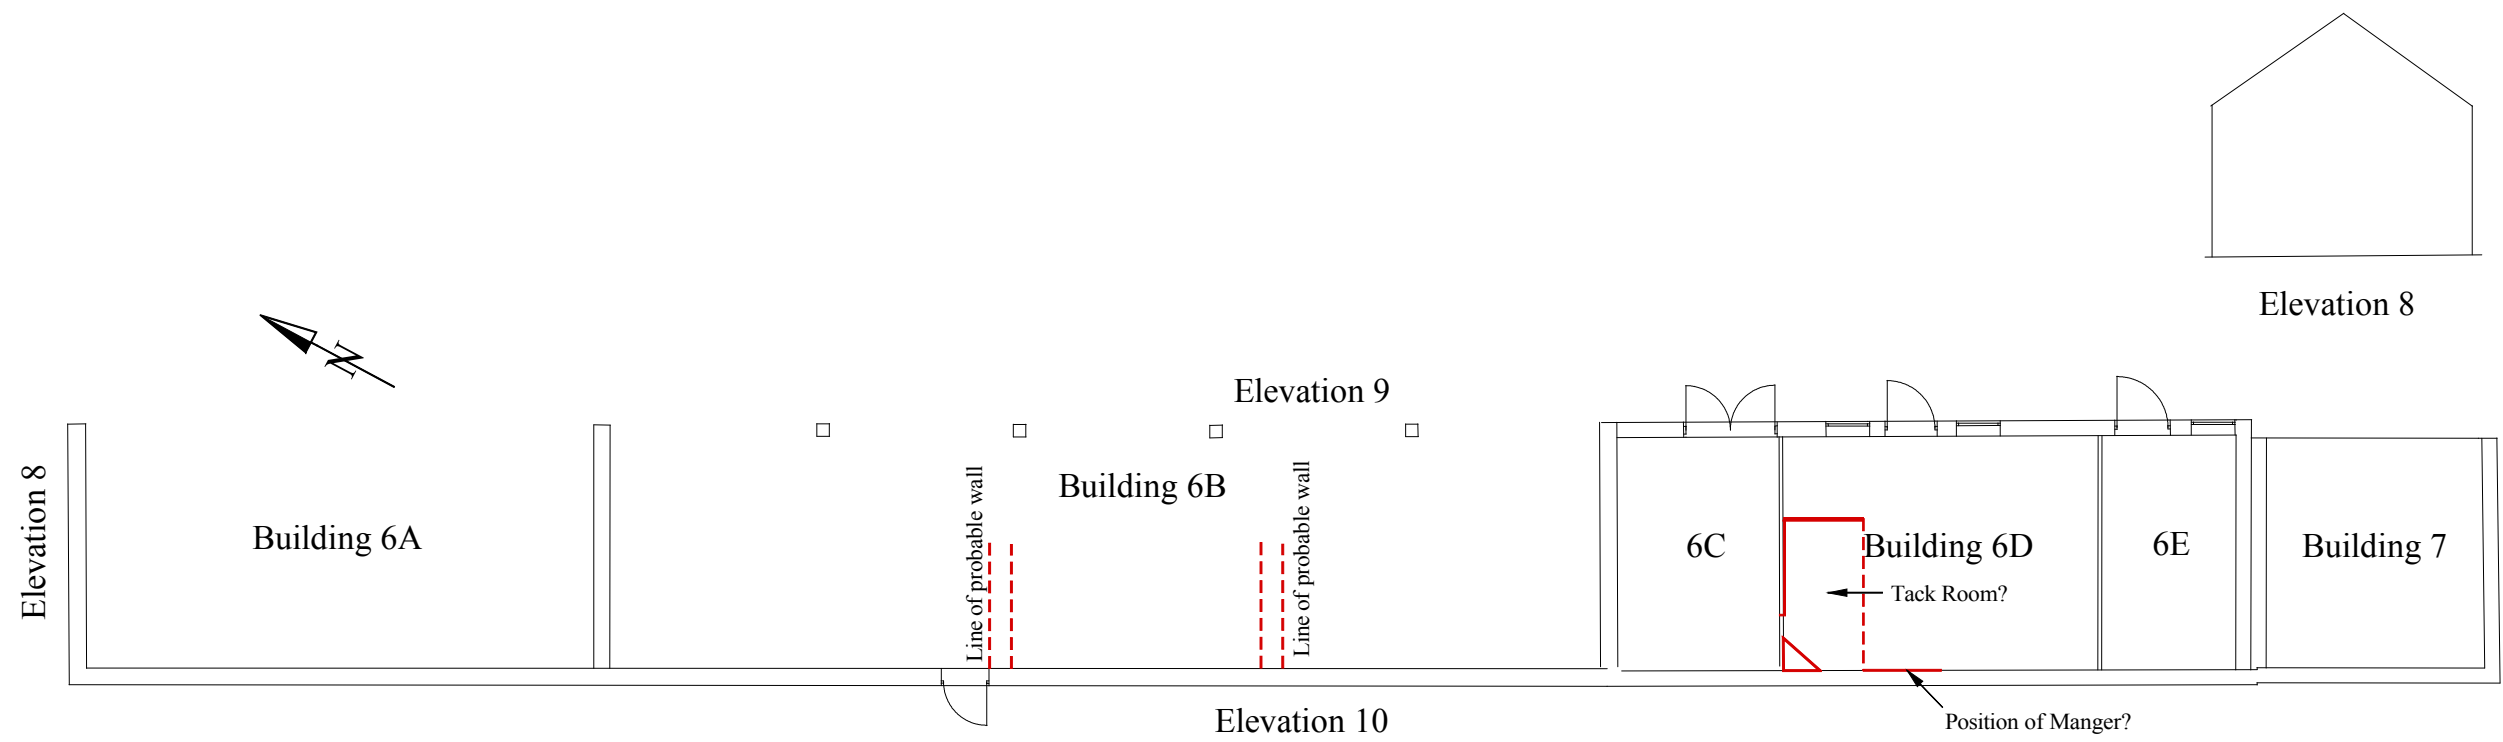 Elevation 8
N
Elevation 9
Elevation 8
Building 6A
Line of probable wall
Building 6B
Line of probable wall
6C
Building 6D
6E
Building 7
Tack Room?
Elevation 10
Position of Manger?